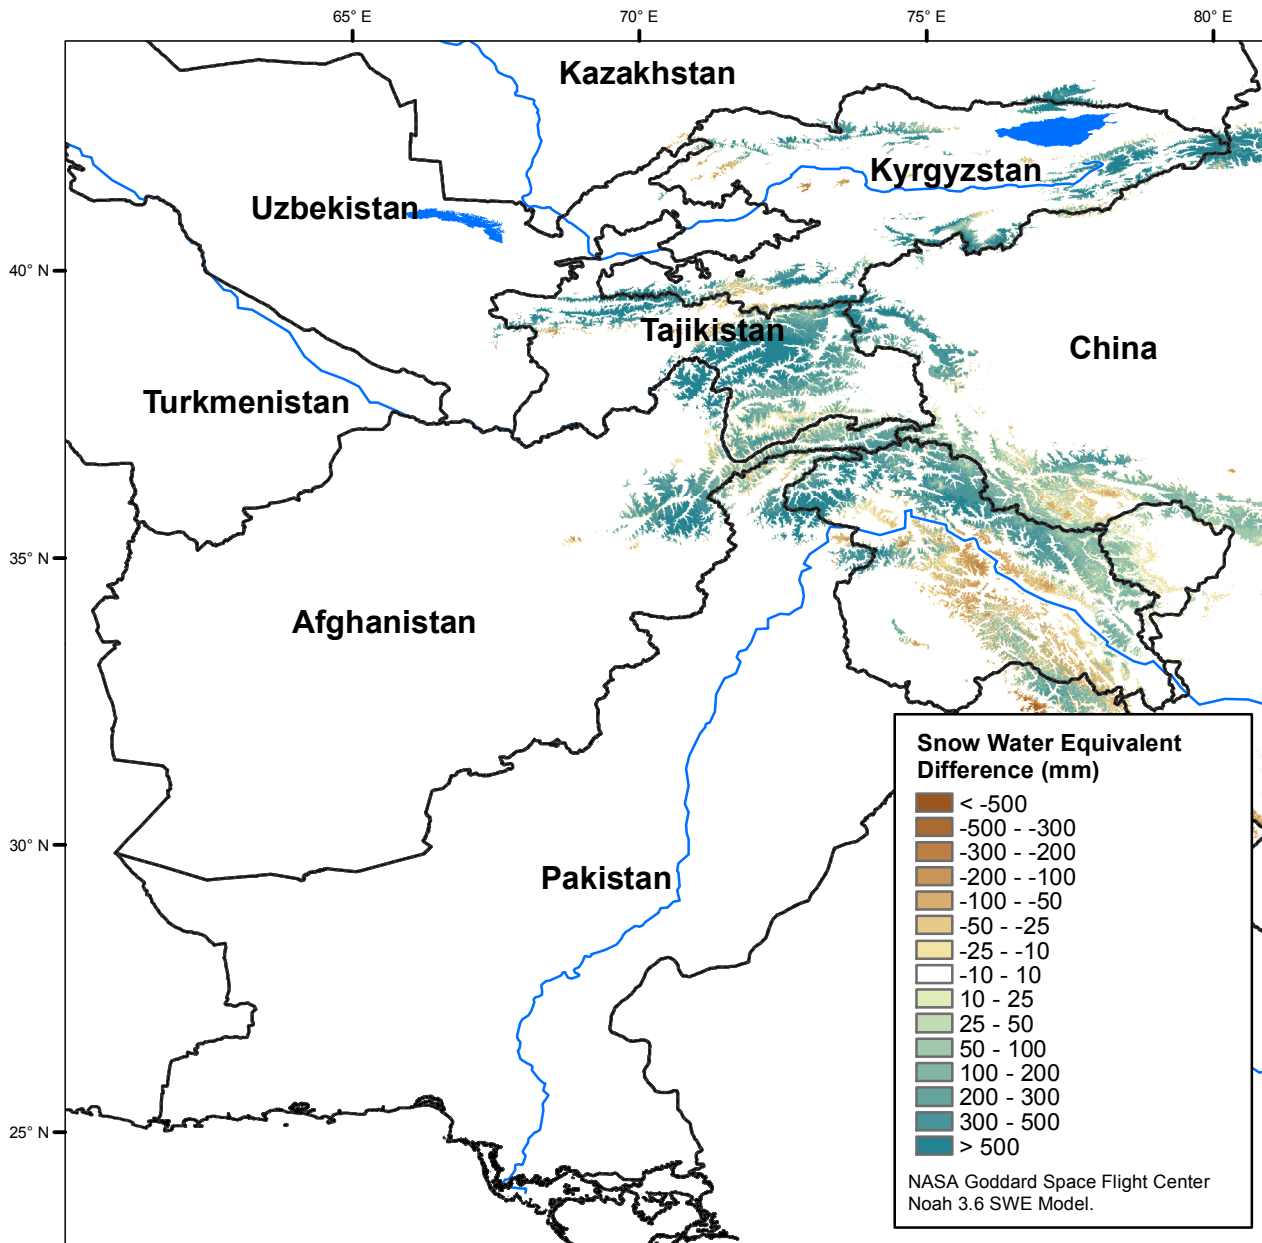 65° E
70° E
75° E
80° E
Kazakhstan
Kyrgyzstan
Uzbekistan
40° N
Tajikistan
China
Turkmenistan
35° N
Afghanistan
30° N
Pakistan
25° N
Snow Water Equivalent
Difference (mm)
< -500
-500 - -300
-300 - -200
-200 - -100
-100 - -50
-50 - -25
-25 - -10
-10 - 10
10 - 25
25 - 50
50 - 100
100 - 200
200 - 300
300 - 500
> 500
NASA Goddard Space Flight Center
Noah 3.6 SWE Model.